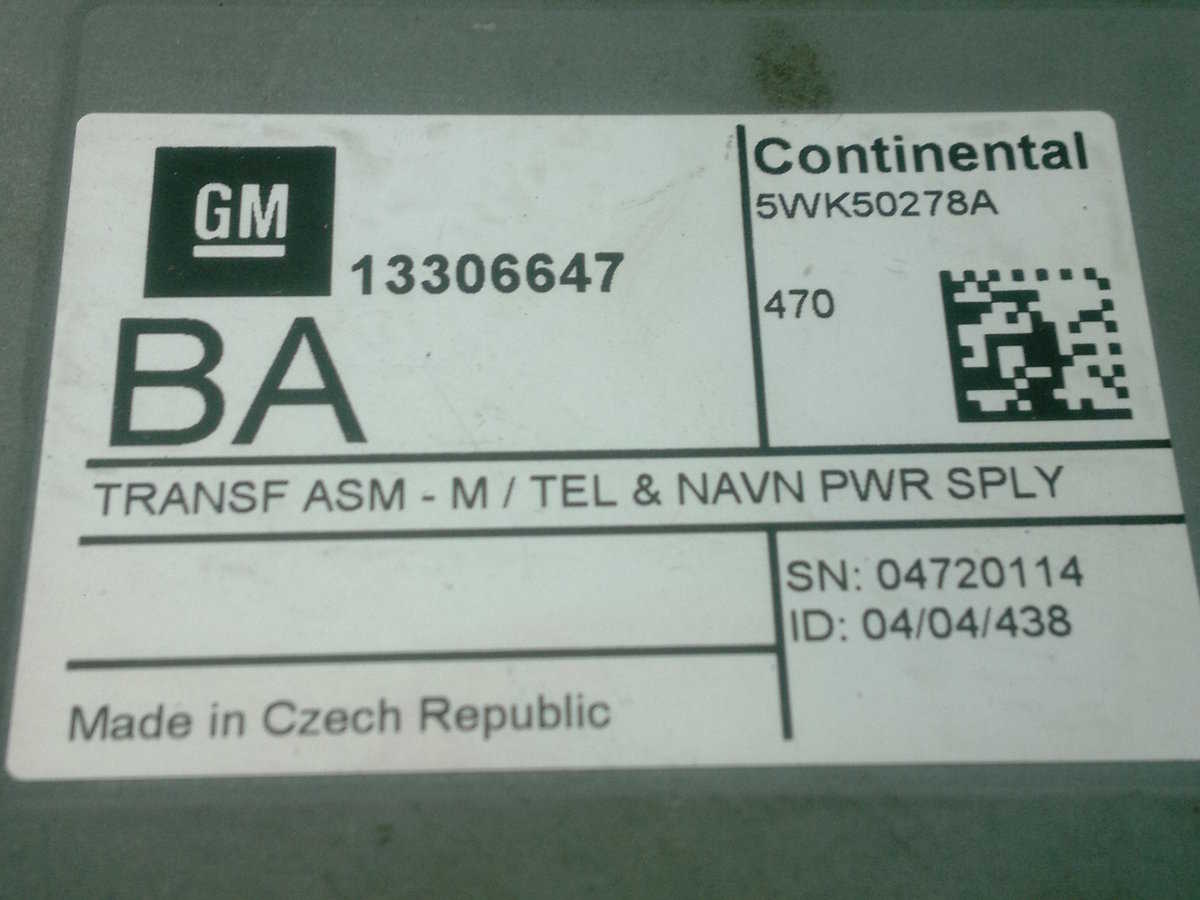 GM
13306647
BA
Continental
5WK50278A
470
TRANSF ASM - M / TEL & NAVN PWR SPLY
SN: 04720114
ID: 04/04/438
Made in Czech Republic